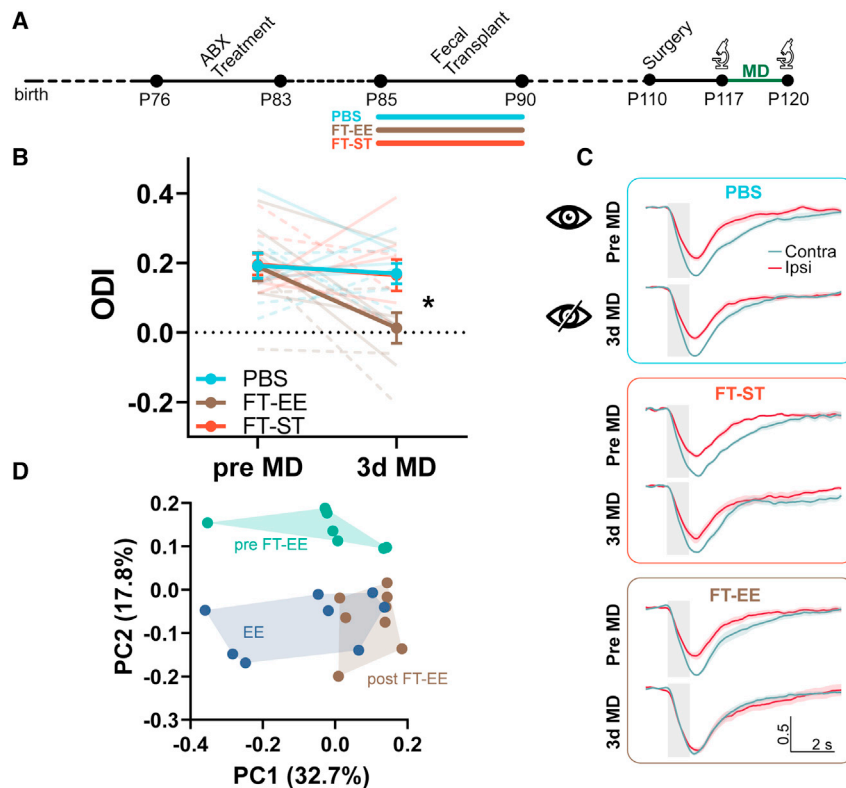 A
ABX
Treatment
Fecal
Transplant
Surgery
MD
birth
P76
P83
P85
P90
P110
P117
P120
PBS
FT-EE
FT-ST
B
ODI
0.4
0.2
0.0
-0.2
*
PBS
FT-EE
FT-ST
pre MD
3d MD
C
PBS
Pre MD
Contra
Ipsi
3d MD
FT-ST
Pre MD
3d MD
FT-EE
Pre MD
3d MD
0.5
2 s
D
PC2 (17.8%)
0.2
0.1
0.0
-0.1
-0.2
-0.3
pre FT-EE
EE
post FT-EE
-0.4
-0.2
0.0
0.2
PC1 (32.7%)